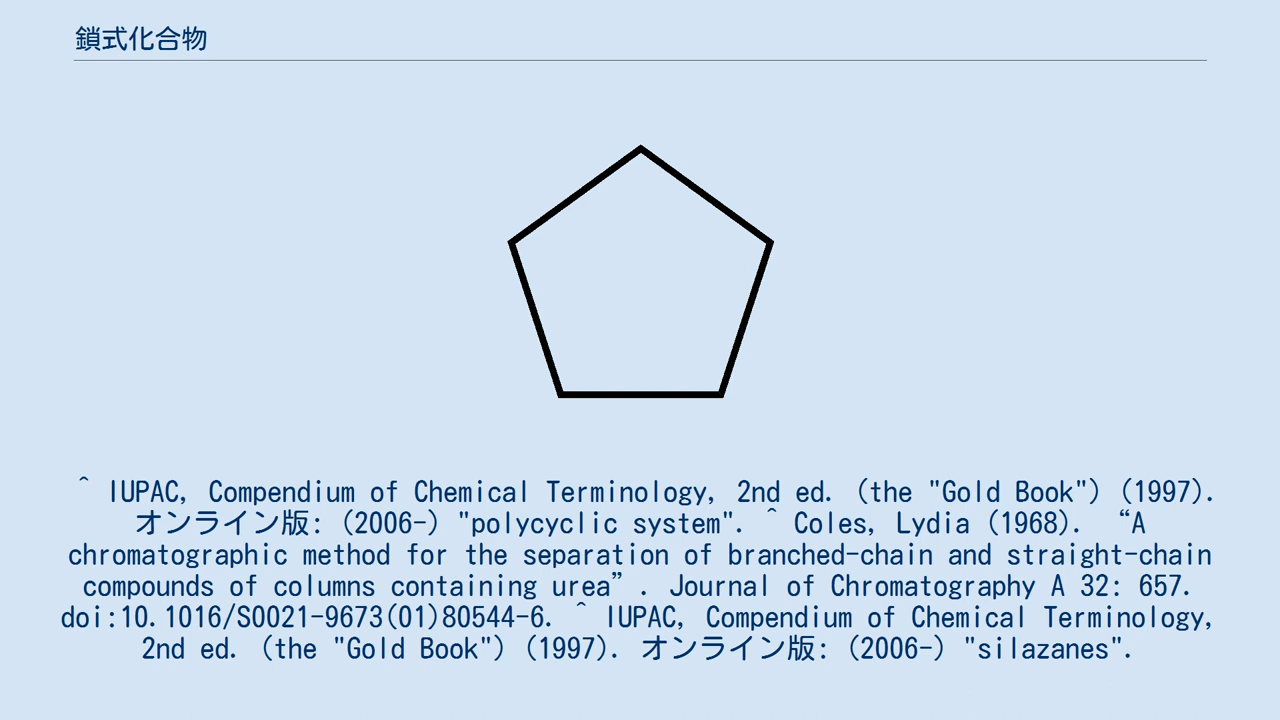 鎖式化合物
^ IUPAC, Compendium of Chemical Terminology, 2nd ed. (the "Gold Book") (1997).
オンライン版: (2006-) "polycyclic system". ^ Coles, Lydia (1968). “A
chromatographic method for the separation of branched-chain and straight-chain
compounds of columns containing urea”. Journal of Chromatography A 32: 657.
doi:10.1016/S0021-9673(01)80544-6. ^ IUPAC, Compendium of Chemical Terminology,
2nd ed. (the "Gold Book") (1997). オンライン版: (2006-) "silazanes".